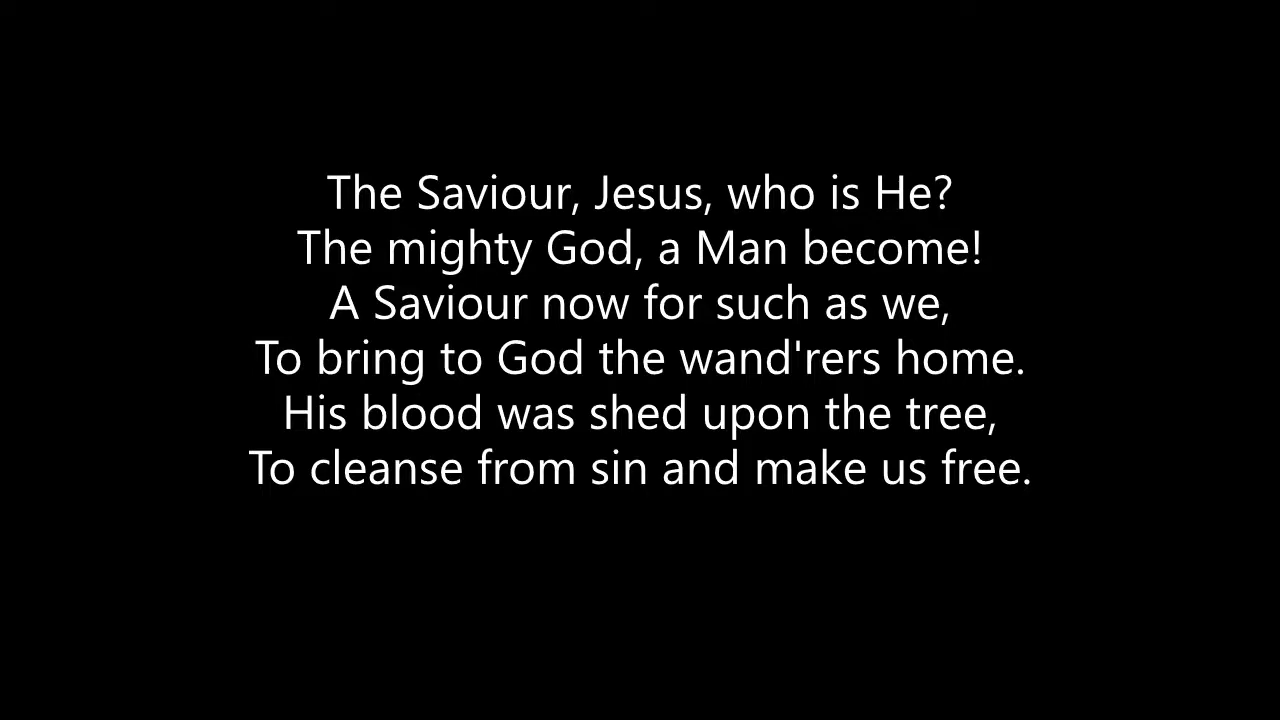 The Saviour, Jesus, who is He?
The mighty God, a Man become!
A Saviour now for such as we,
To bring to God the wand'rers home.
His blood was shed upon the tree,
To cleanse from sin and make us free.